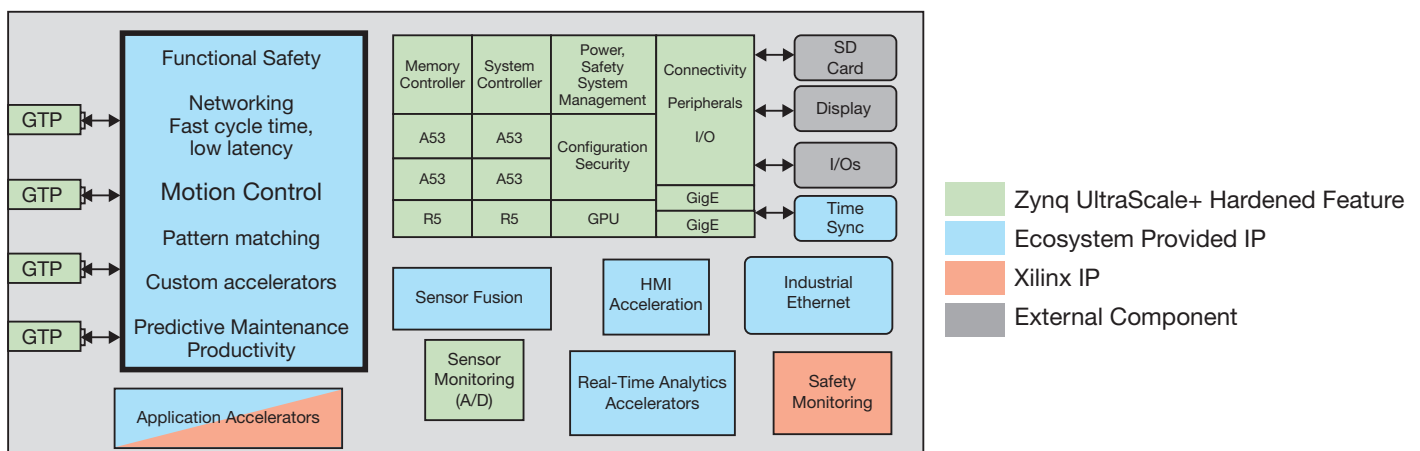 GTP
GTP
GTP
GTP
Functional Safety
Networking
Fast cycle time,
low latency
Motion Control
Pattern matching
Custom accelerators
Predictive Maintenance
Productivity
Application Accelerators
Memory
Controller
System
Controller
Power,
Safety
System
Management
Connectivity
Peripherals
I/O
A53
A53
Configuration
Security
A53
A53
R5
R5
GPU
GigE
GigE
SD
Card
Display
I/Os
Time
Sync
Sensor Fusion
HMI
Acceleration
Industrial
Ethernet
Sensor
Monitoring
(A/D)
Real-Time Analytics
Accelerators
Safety
Monitoring
Zynq UltraScale+ Hardened Feature
Ecosystem Provided IP
Xilinx IP
External Component